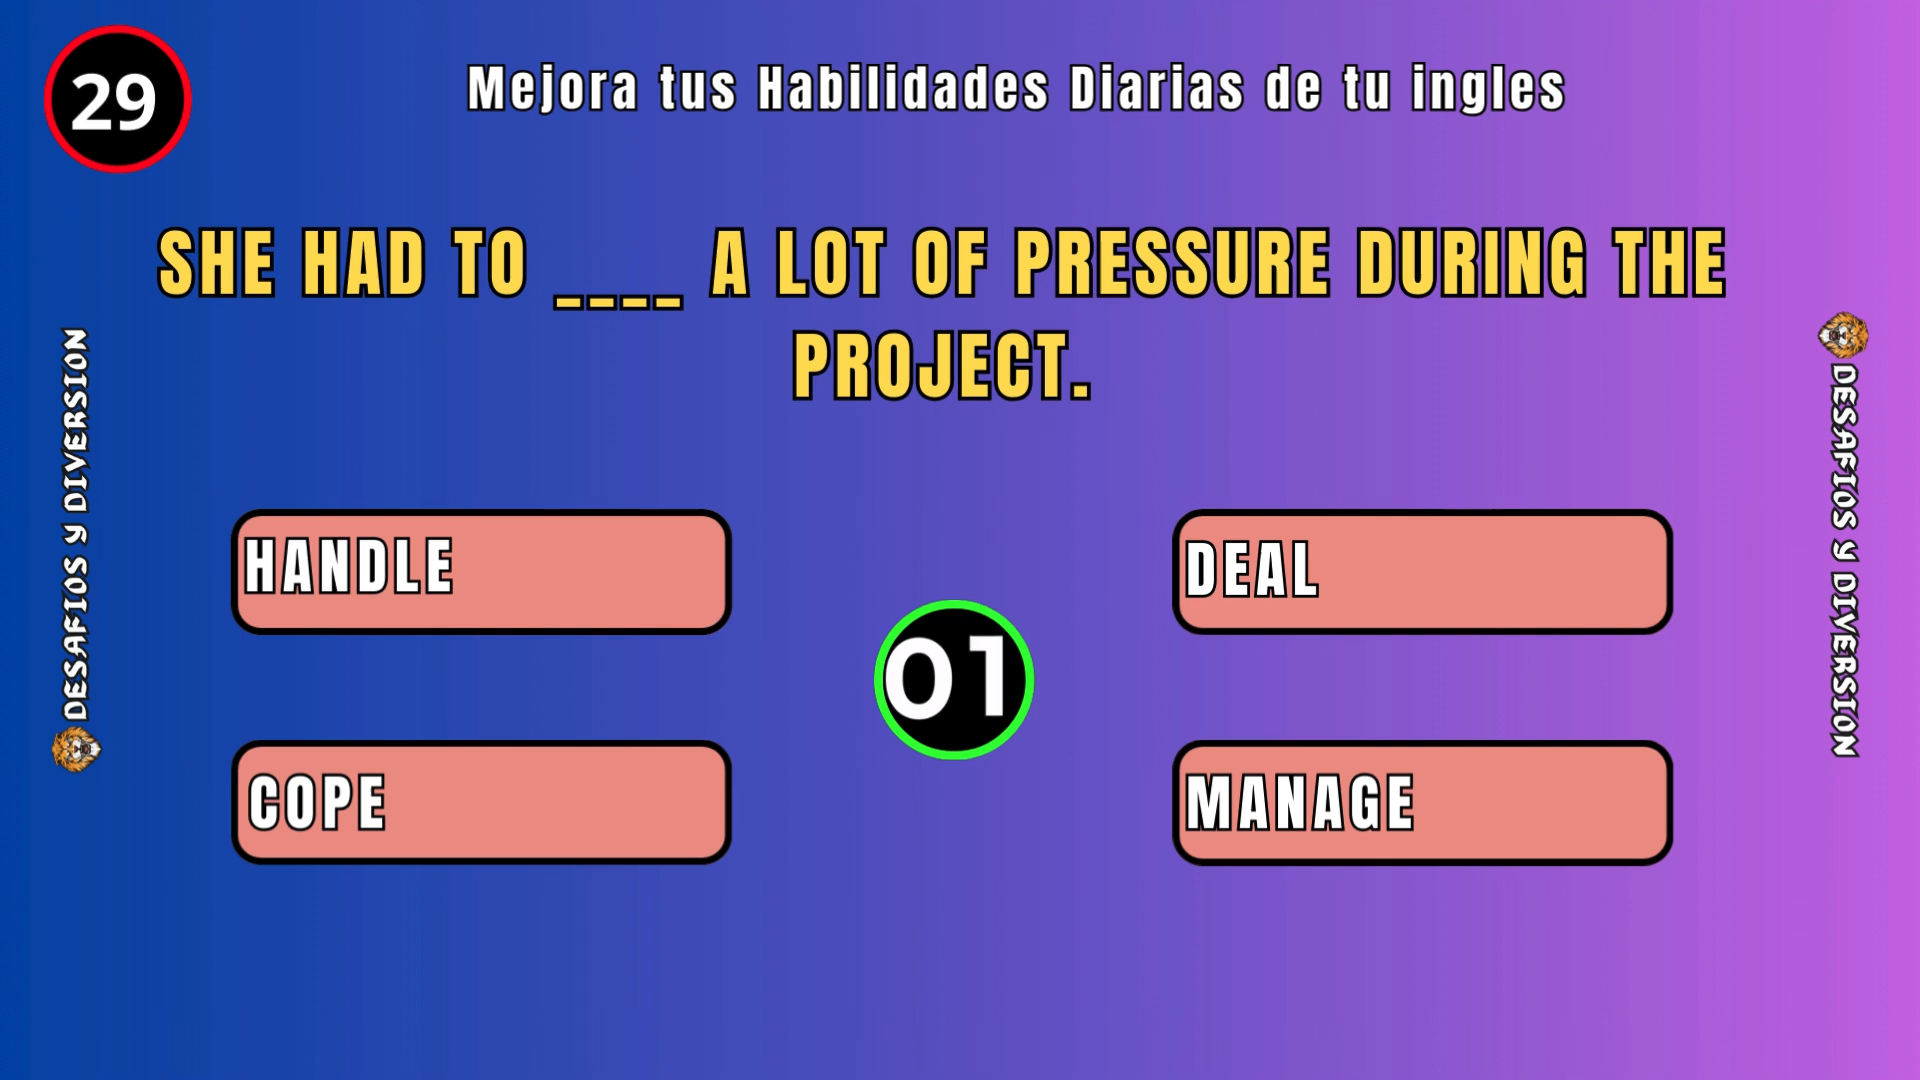 29
Mejora tus Habilidades Diarias de tu ingles
SHE HAD TO ____ A LOT OF PRESSURE DURING THE
PROJECT.
DESAFIOS Y DIVERSION
DESAFIOS Y DIVERSION
HANDLE
DEAL
01
COPE
MANAGE